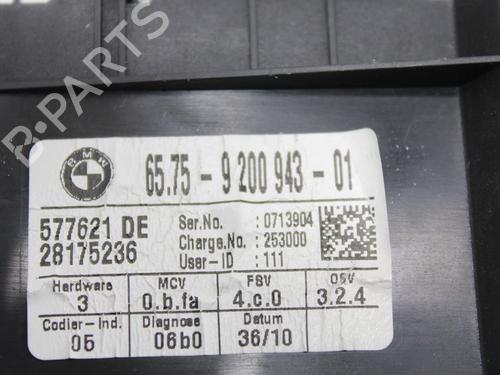 BMW
65.75 - 9 200 943 - 01
577621 DE
28175236
Ser.No. : 0713904
Charge.No. : 253000
User-ID : 111
Hardware MCV FSV OSV
3 0.b.fa 4.c.0 3.2.4
Codier-Ind. Diagnose Datum
05 06b0 36/10
B-PARTS